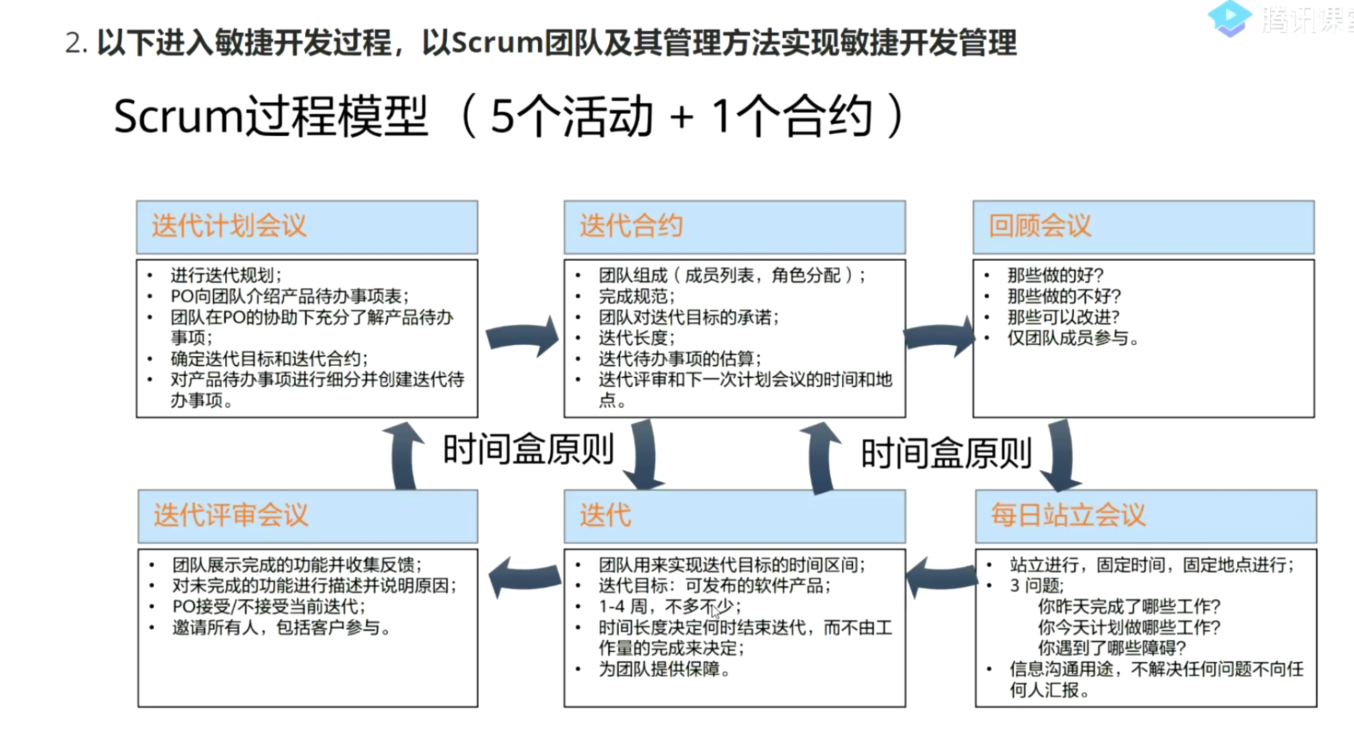 腾讯课堂
2. 以下进入敏捷开发过程，以Scrum团队及其管理方法实现敏捷开发管理
Scrum过程模型 （ 5个活动 + 1个合约 ）
迭代计划会议
• 进行迭代规划；
• PO向团队介绍产品待办事项表；
• 团队在PO的协助下充分了解产品待办
事项；
• 确定迭代目标和迭代合约；
• 对产品待办事项进行细分并创建迭代待
办事项。
迭代合约
• 团队组成（成员列表，角色分配）；
• 完成规范；
• 团队对迭代目标的承诺；
• 迭代长度；
• 迭代待办事项的估算；
• 迭代评审和下一次计划会议的时间和地
点。
回顾会议
• 那些做的好?
• 那些做的不好?
• 那些可以改进?
• 仅团队成员参与。
时间盒原则
时间盒原则
迭代评审会议
• 团队展示完成的功能并收集反馈；
• 对未完成的功能进行描述并说明原因；
• PO接受/不接受当前迭代；
• 邀请所有人，包括客户参与。
迭代
• 团队用来实现迭代目标的时间区间；
• 迭代目标：可发布的软件产品；
• 1-4 周，不多不少；
• 时间长度决定何时结束迭代，而不由工
作量的完成来决定；
• 为团队提供保障。
每日站立会议
• 站立进行，固定时间，固定地点进行；
• 3 问题;
你昨天完成了哪些工作?
你今天计划做哪些工作?
你遇到了哪些障碍?
• 信息沟通用途，不解决任何问题不向任
何人汇报。